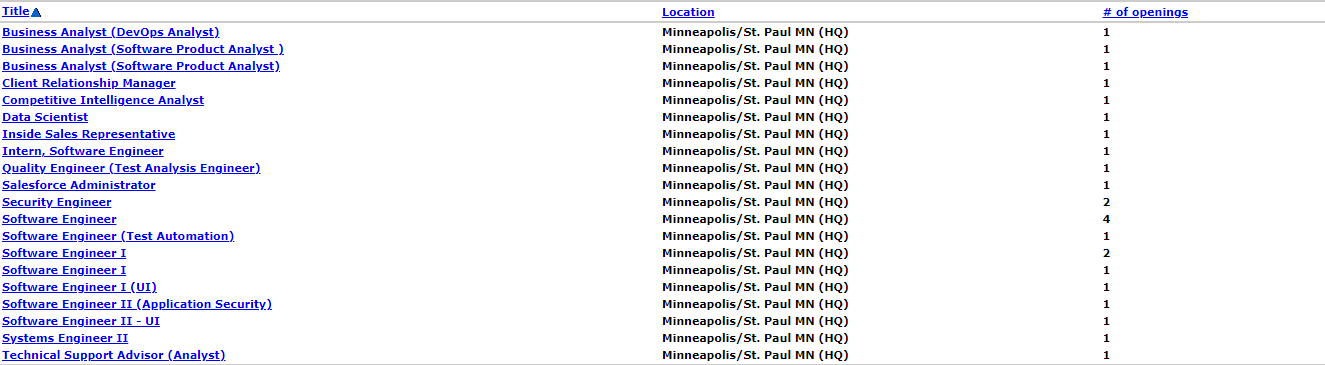 Title Location # of openings
Business Analyst (DevOps Analyst) Minneapolis/St. Paul MN (HQ) 1
Business Analyst (Software Product Analyst ) Minneapolis/St. Paul MN (HQ) 1
Business Analyst (Software Product Analyst) Minneapolis/St. Paul MN (HQ) 1
Client Relationship Manager Minneapolis/St. Paul MN (HQ) 1
Competitive Intelligence Analyst Minneapolis/St. Paul MN (HQ) 1
Data Scientist Minneapolis/St. Paul MN (HQ) 1
Inside Sales Representative Minneapolis/St. Paul MN (HQ) 1
Intern, Software Engineer Minneapolis/St. Paul MN (HQ) 1
Quality Engineer (Test Analysis Engineer) Minneapolis/St. Paul MN (HQ) 1
Salesforce Administrator Minneapolis/St. Paul MN (HQ) 1
Security Engineer Minneapolis/St. Paul MN (HQ) 2
Software Engineer Minneapolis/St. Paul MN (HQ) 4
Software Engineer (Test Automation) Minneapolis/St. Paul MN (HQ) 1
Software Engineer I Minneapolis/St. Paul MN (HQ) 2
Software Engineer I Minneapolis/St. Paul MN (HQ) 1
Software Engineer I (UI) Minneapolis/St. Paul MN (HQ) 1
Software Engineer II (Application Security) Minneapolis/St. Paul MN (HQ) 1
Software Engineer II - UI Minneapolis/St. Paul MN (HQ) 1
Systems Engineer II Minneapolis/St. Paul MN (HQ) 1
Technical Support Advisor (Analyst) Minneapolis/St. Paul MN (HQ) 1